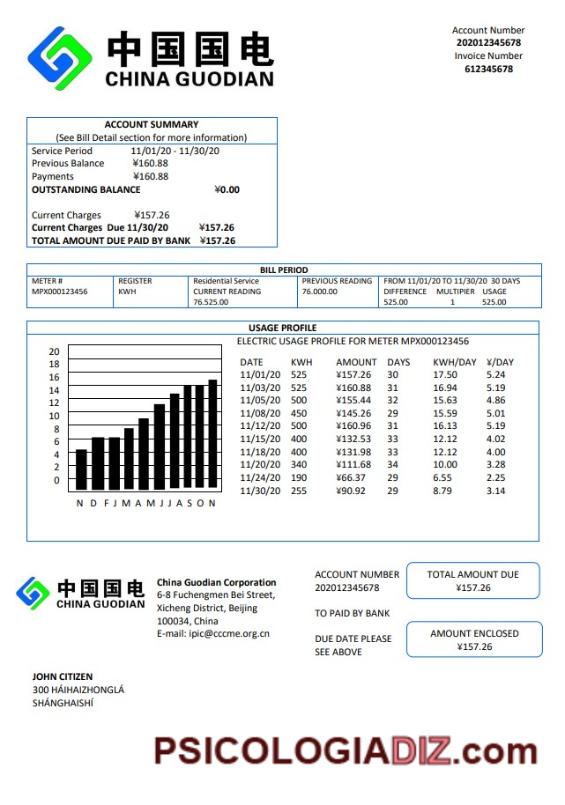 中国国电
CHINA GUODIAN
Account Number
202012345678
Invoice Number
612345678
ACCOUNT SUMMARY
(See Bill Detail section for more information)
Service Period 11/01/20 - 11/30/20
Previous Balance ¥160.88
Payments ¥160.88
OUTSTANDING BALANCE ¥0.00
Current Charges ¥157.26
Current Charges Due 11/30/20 ¥157.26
TOTAL AMOUNT DUE PAID BY BANK ¥157.26
BILL PERIOD
METER # REGISTER Residential Service PREVIOUS READING FROM 11/01/20 TO 11/30/20 30 DAYS
MPX000123456 KWH CURRENT READING 76.000.00 DIFFERENCE MULTIPLIER USAGE
76.525.00 525.00 1 525.00
USAGE PROFILE
ELECTRIC USAGE PROFILE FOR METER MPX000123456
20
18
16
14
12
10
8
6
4
2
0
N D F J M A M J J A S O N
DATE KWH AMOUNT DAYS KWH/DAY ¥/DAY
11/01/20 525 ¥157.26 30 17.50 5.24
11/03/20 525 ¥160.88 31 16.94 5.19
11/05/20 500 ¥155.44 32 15.63 4.86
11/08/20 450 ¥145.26 29 15.59 5.01
11/12/20 500 ¥160.96 31 16.13 5.19
11/15/20 400 ¥132.53 33 12.12 4.02
11/18/20 400 ¥131.98 33 12.12 4.00
11/20/20 340 ¥111.68 34 10.00 3.28
11/24/20 190 ¥66.37 29 6.55 2.25
11/30/20 255 ¥90.92 29 8.79 3.14
中国国电
CHINA GUODIAN
China Guodian Corporation
6-8 Fuchengmen Bei Street,
Xicheng District, Beijing
100034, China
E-mail: ipic@cccme.org.cn
ACCOUNT NUMBER
202012345678
TO PAID BY BANK
DUE DATE PLEASE
SEE ABOVE
TOTAL AMOUNT DUE
¥157.26
AMOUNT ENCLOSED
¥157.26
JOHN CITIZEN
300 HÁIHAIZHONGLÁ
SHÁNGHAISHÍ
PSICOLOGIADIZ.com